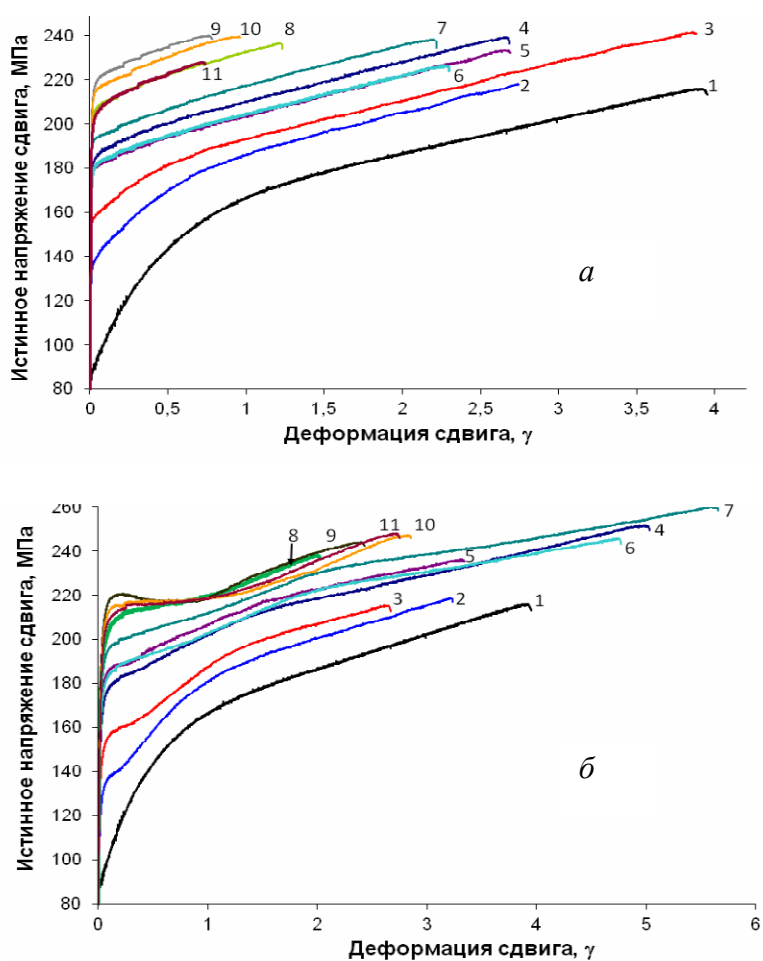 Истинное напряжение сдвига, МПа
240
220
200
180
160
140
120
100
80
9 10 8 7 4 3
5
11 6
2 1
а
0 0,5 1 1,5 2 2,5 3 3,5 4
Деформация сдвига, γ
Истинное напряжение сдвига, МПа
260
240
220
200
180
160
140
120
100
80
7
8 9 11 10 4
5 6
3 2 1
б
0 1 2 3 4 5 6
Деформация сдвига, γ